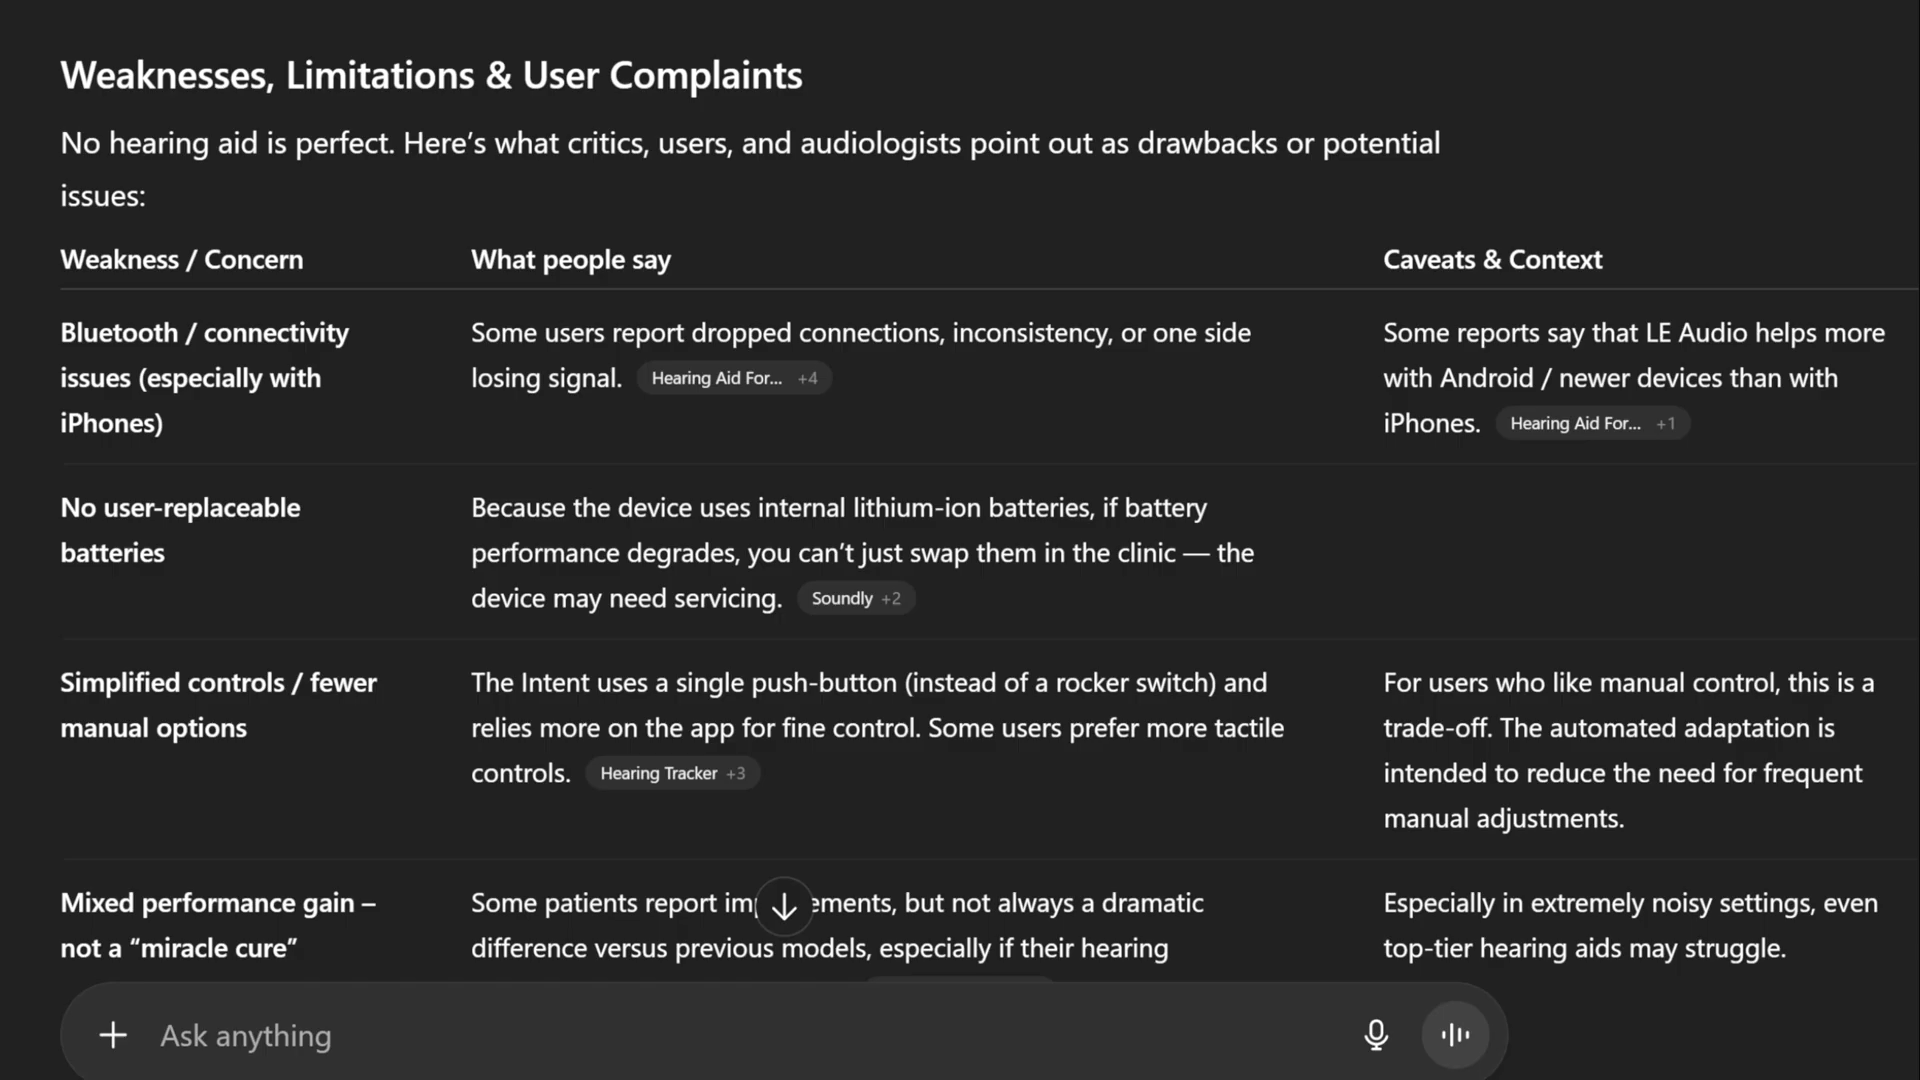 Weaknesses, Limitations & User Complaints
No hearing aid is perfect. Here’s what critics, users, and audiologists point out as drawbacks or potential
issues:
Weakness / Concern
What people say
Caveats & Context
Bluetooth / connectivity
issues (especially with
iPhones)
Some users report dropped connections, inconsistency, or one side
losing signal. Hearing Aid For... +4
Some reports say that LE Audio helps more
with Android / newer devices than with
iPhones. Hearing Aid For... +1
No user-replaceable
batteries
Because the device uses internal lithium-ion batteries, if battery
performance degrades, you can’t just swap them in the clinic — the
device may need servicing. Soundly +2
Simplified controls / fewer
manual options
The Intent uses a single push-button (instead of a rocker switch) and
relies more on the app for fine control. Some users prefer more tactile
controls. Hearing Tracker +3
For users who like manual control, this is a
trade-off. The automated adaptation is
intended to reduce the need for frequent
manual adjustments.
Mixed performance gain –
not a “miracle cure”
Some patients report but not always a dramatic
difference versus previous models, especially if their hearing
Especially in extremely noisy settings, even
top-tier hearing aids may struggle.
Ask anything